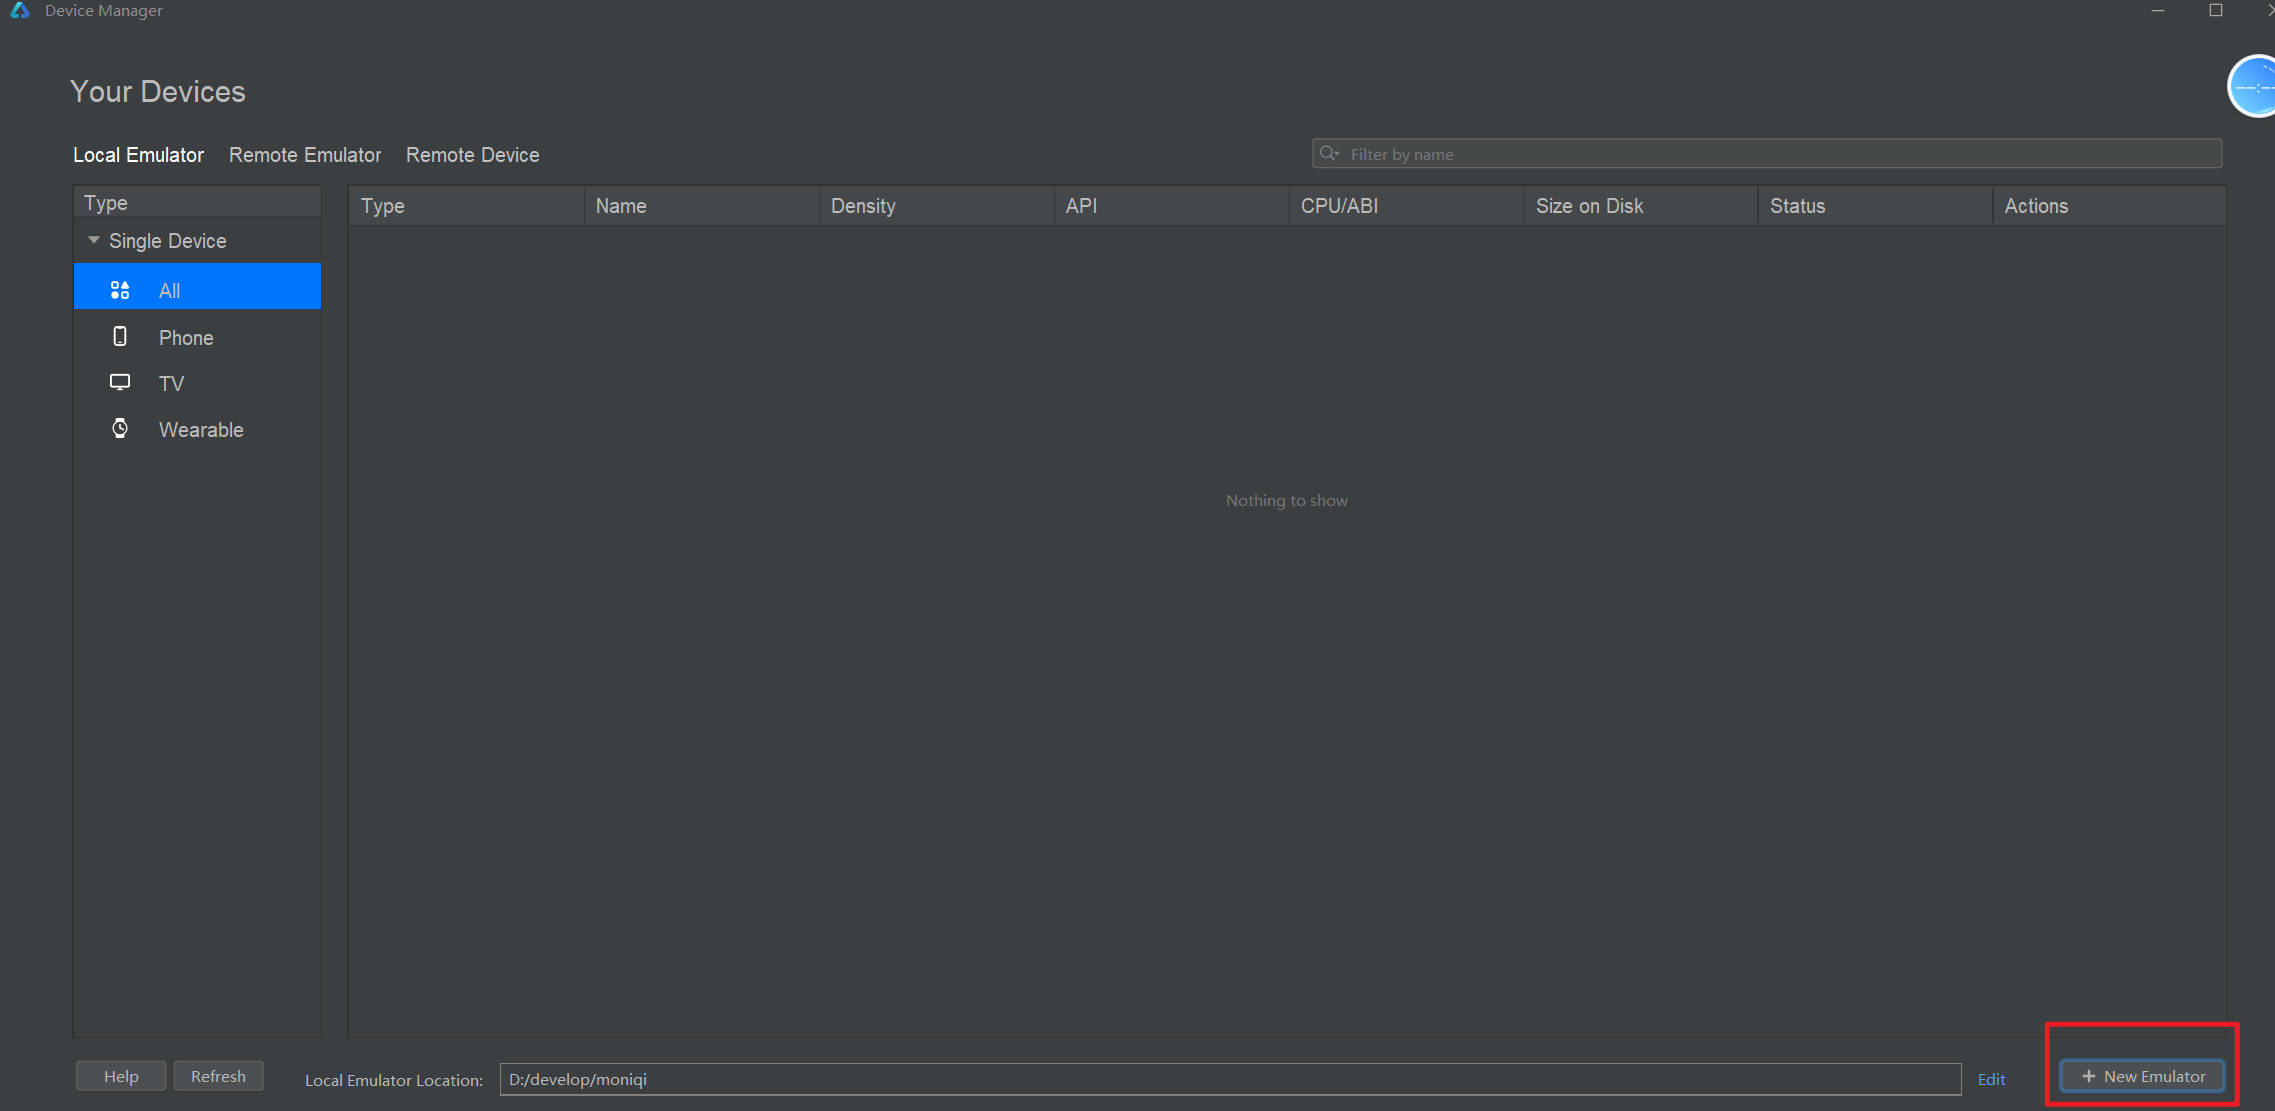 Device Manager
Your Devices
Local Emulator Remote Emulator Remote Device
Filter by name
Type
Single Device
All
Phone
TV
Wearable
Type Name Density API CPU/ABI Size on Disk Status Actions
Nothing to show
Help Refresh Local Emulator Location: D:/develop/moniqi Edit + New Emulator